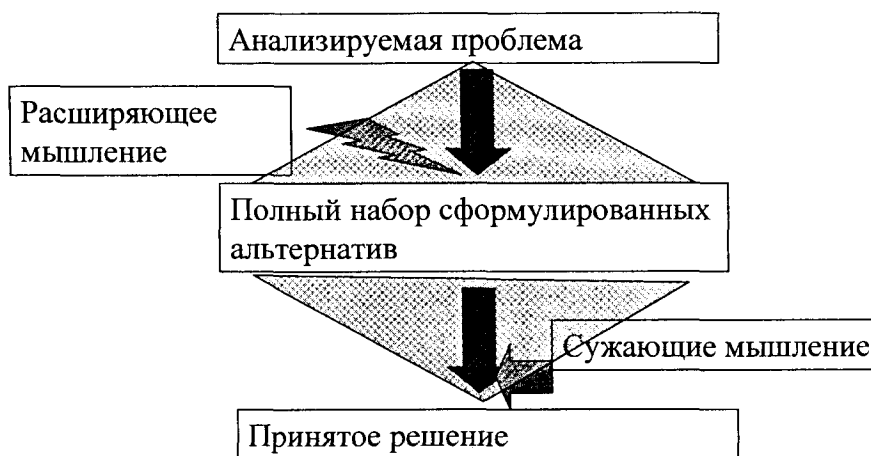 Анализируемая проблема
Расширяющее
мышление
Полный набор сформулированных
альтернатив
Сужающие мышление
Принятое решение